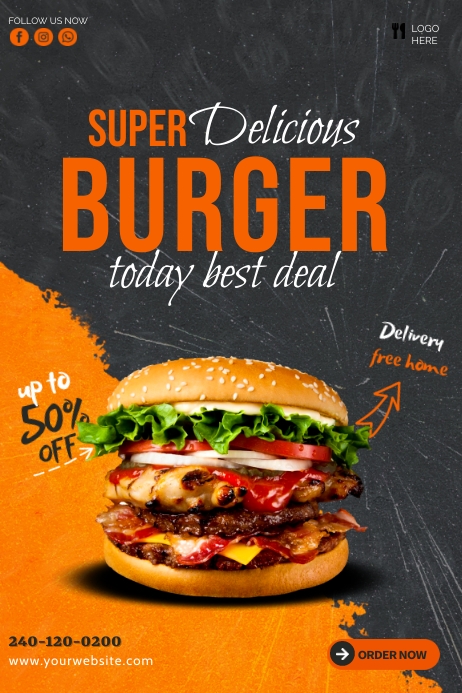 FOLLOW US NOW
LOGO
HERE
SUPER Delicious
BURGER
today best deal
Delivery
free home
up to
50%
OFF
240-120-0200
www.yourwebsite.com
ORDER NOW